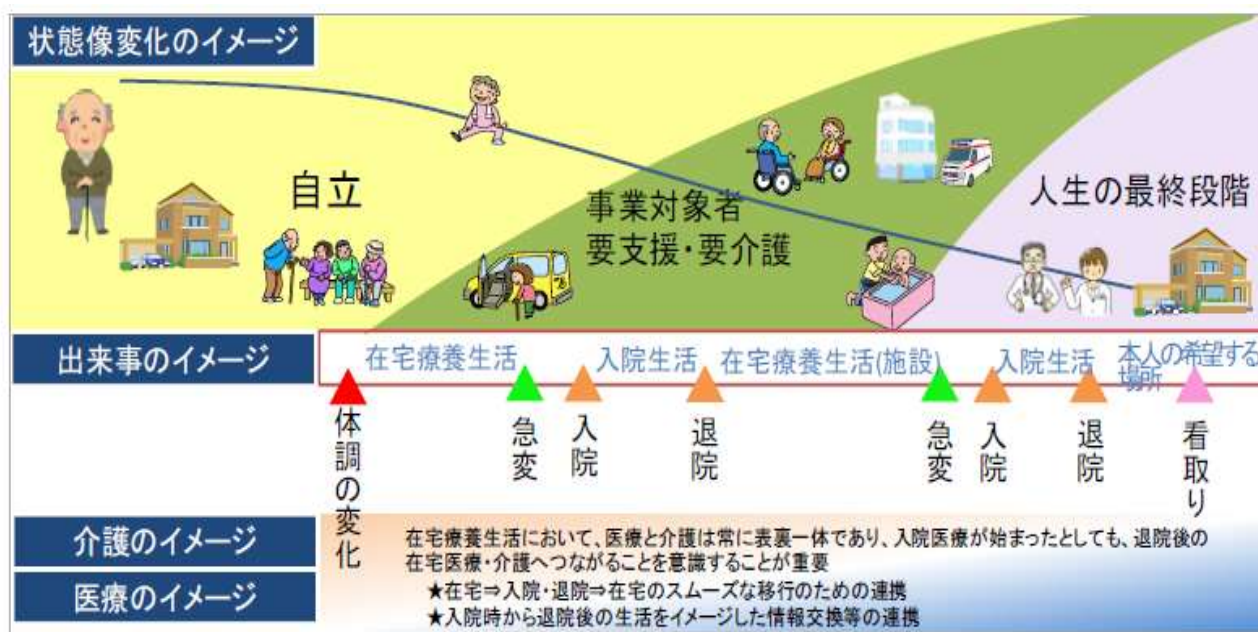 状態像変化のイメージ
自立
事業対象者
要支援・要介護
人生の最終段階
出来事のイメージ
在宅療養生活
入院生活
在宅療養生活(施設)
入院生活
本人の希望する
場所
体調の変化
急変
入院
退院
急変
入院
退院
看取り
介護のイメージ
医療のイメージ
在宅療養生活において、医療と介護は常に表裏一体であり、入院医療が始まったとしても、退院後の
在宅医療・介護へつながることを意識することが重要
★在宅⇒入院・退院⇒在宅のスムーズな移行のための連携
★入院時から退院後の生活をイメージした情報交換等の連携